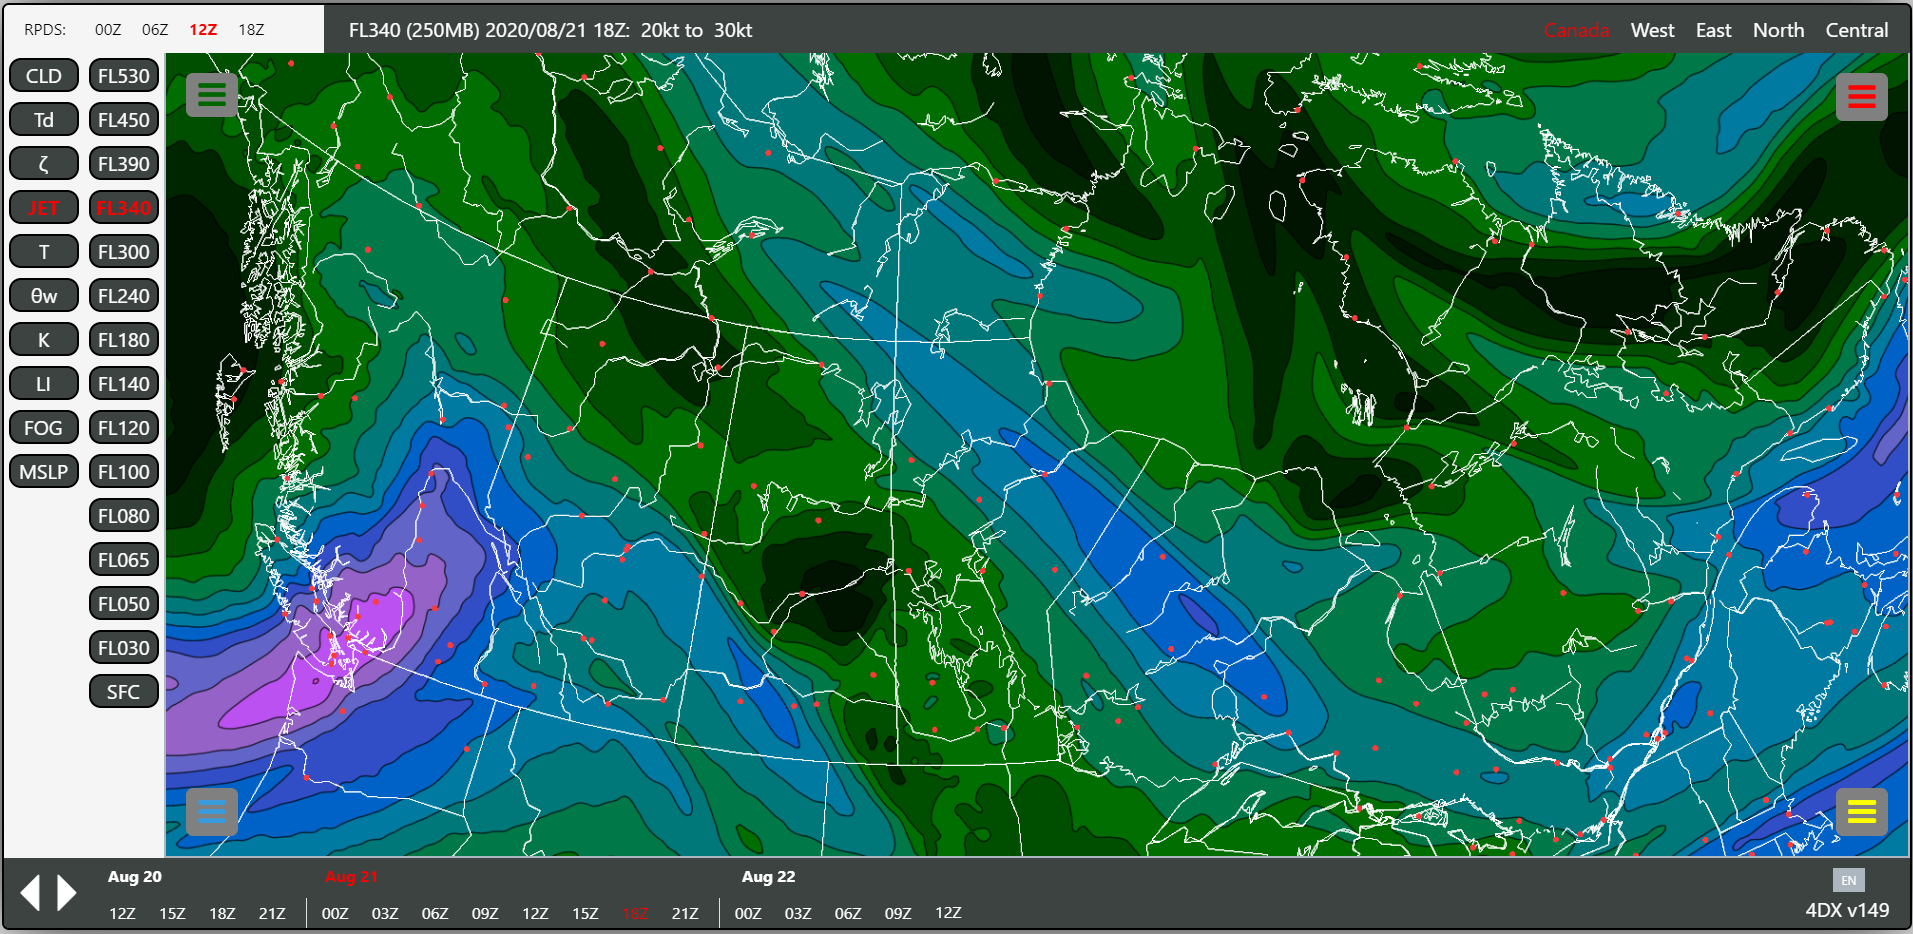 RPDS: 00Z 06Z 12Z 18Z
FL340 (250MB) 2020/08/21 18Z: 20kt to 30kt
Canada West East North Central
CLD FL530
Td FL450
ζ FL390
JET FL340
T FL300
θw FL240
K FL180
LI FL140
FOG FL120
MSLP FL100
FL080
FL065
FL050
FL030
SFC
Aug 20 Aug 21 Aug 22
EN
12Z 15Z 18Z 21Z 00Z 03Z 06Z 09Z 12Z 15Z 18Z 21Z 00Z 03Z 06Z 09Z 12Z
4DX v149